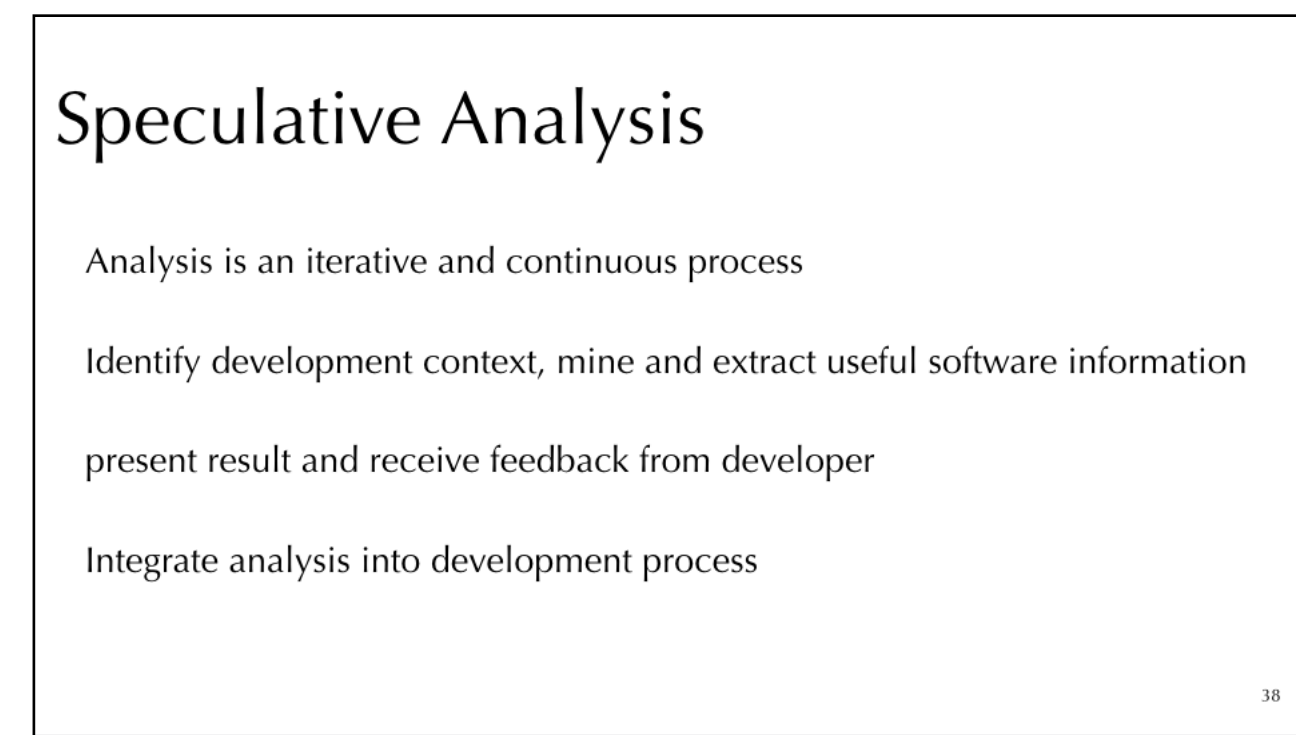 Speculative Analysis
Analysis is an iterative and continuous process
Identify development context, mine and extract useful software information
present result and receive feedback from developer
Integrate analysis into development process
38